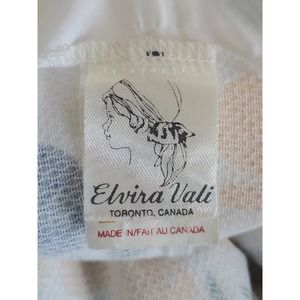 Elvira Vali
TORONTO, CANADA
MADE IN/FAIT AU CANADA